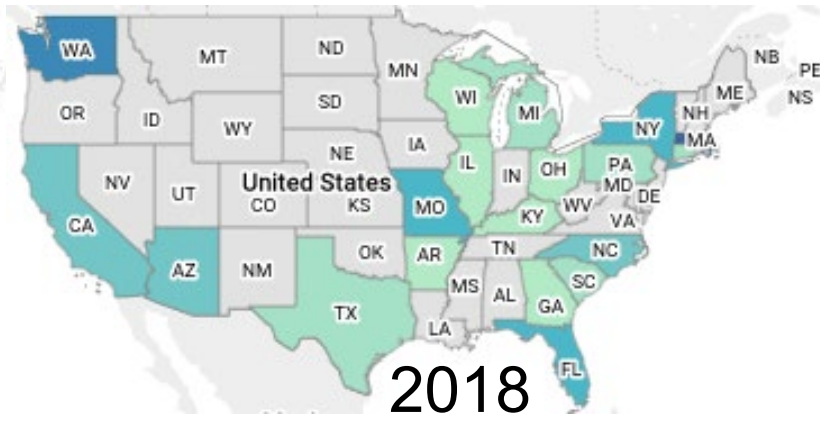 WA
MT
ND
MN
NB
PE
OR
ID
SD
WI
MI
ME
NS
WY
NH
NY
MA
NE
IA
NV
UT
United States
CO
KS
IL
IN
OH
PA
MD
DE
CA
MO
KY
WV
VA
AZ
NM
OK
AR
TN
NC
MS
AL
GA
SC
TX
LA
FL
2018